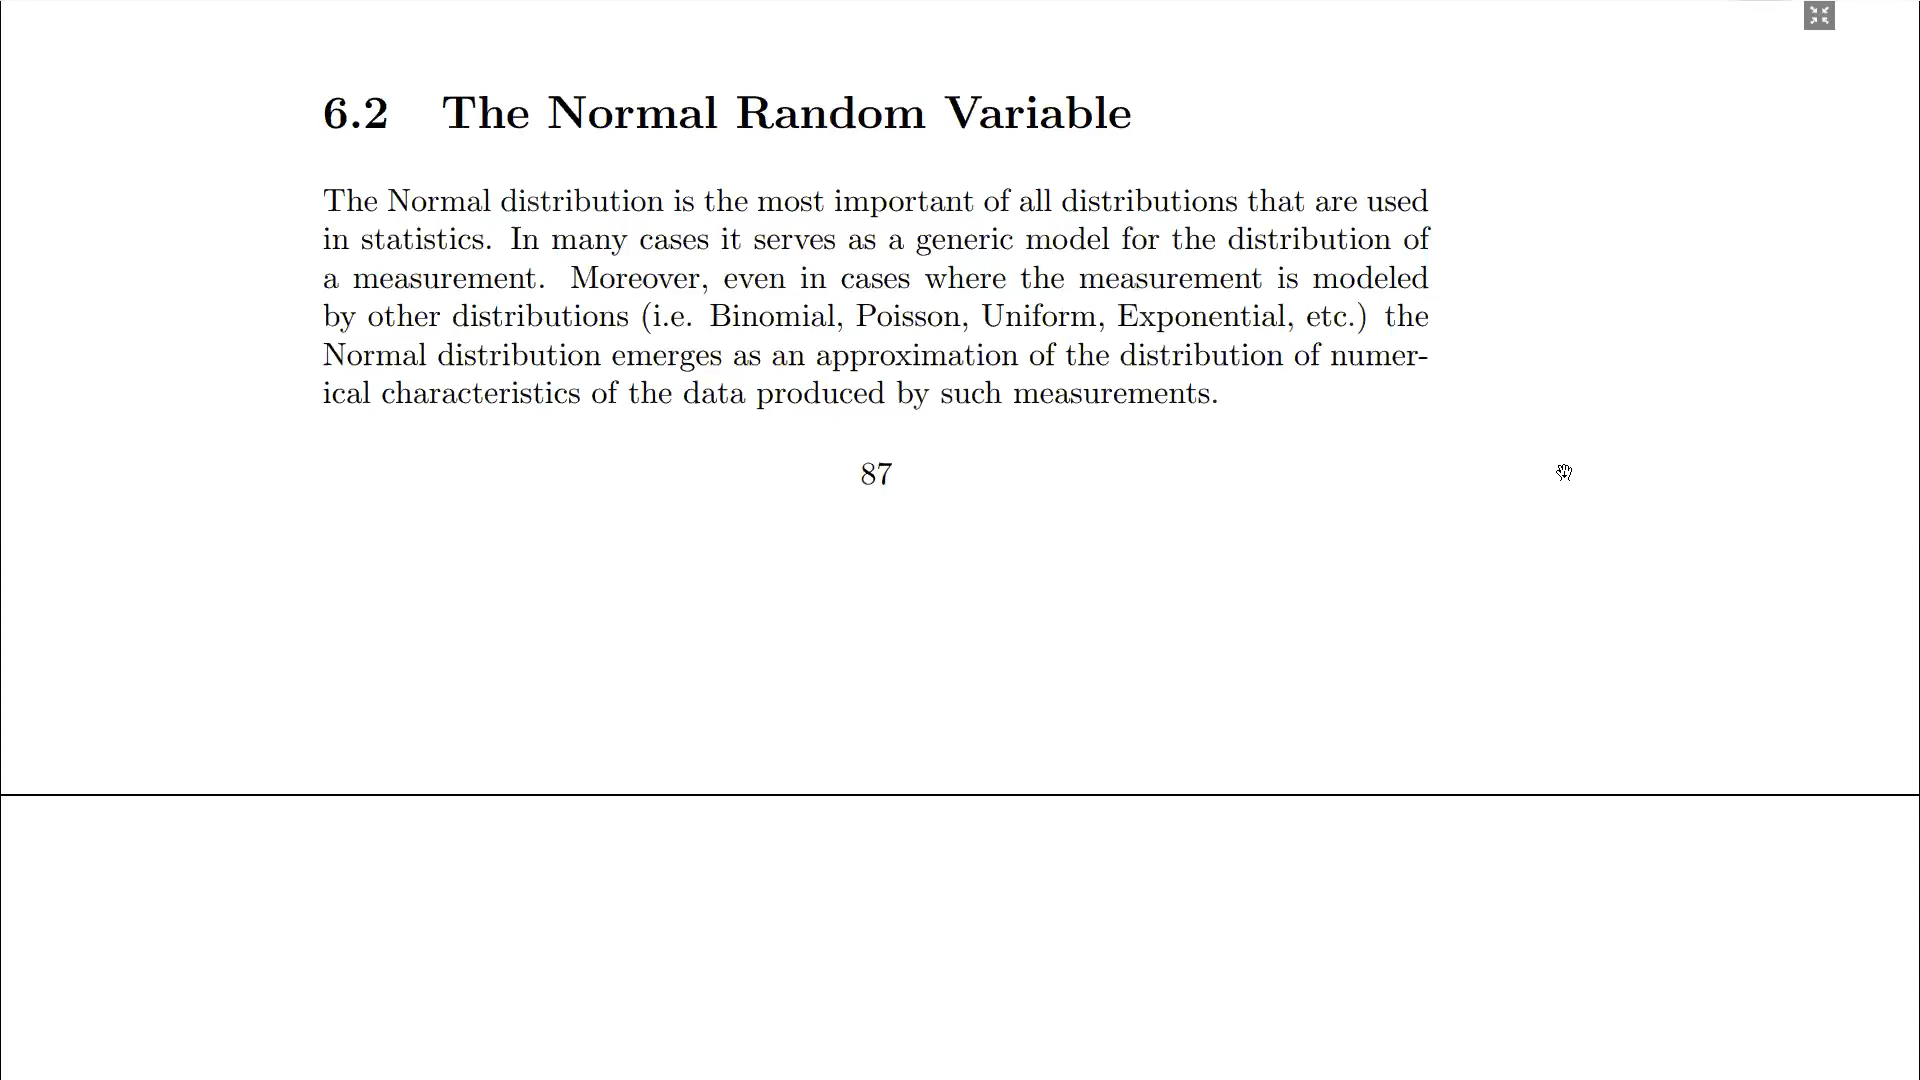 6.2 The Normal Random Variable
The Normal distribution is the most important of all distributions that are used
in statistics. In many cases it serves as a generic model for the distribution of
a measurement. Moreover, even in cases where the measurement is modeled
by other distributions (i.e. Binomial, Poisson, Uniform, Exponential, etc.) the
Normal distribution emerges as an approximation of the distribution of numer-
ical characteristics of the data produced by such measurements.
87